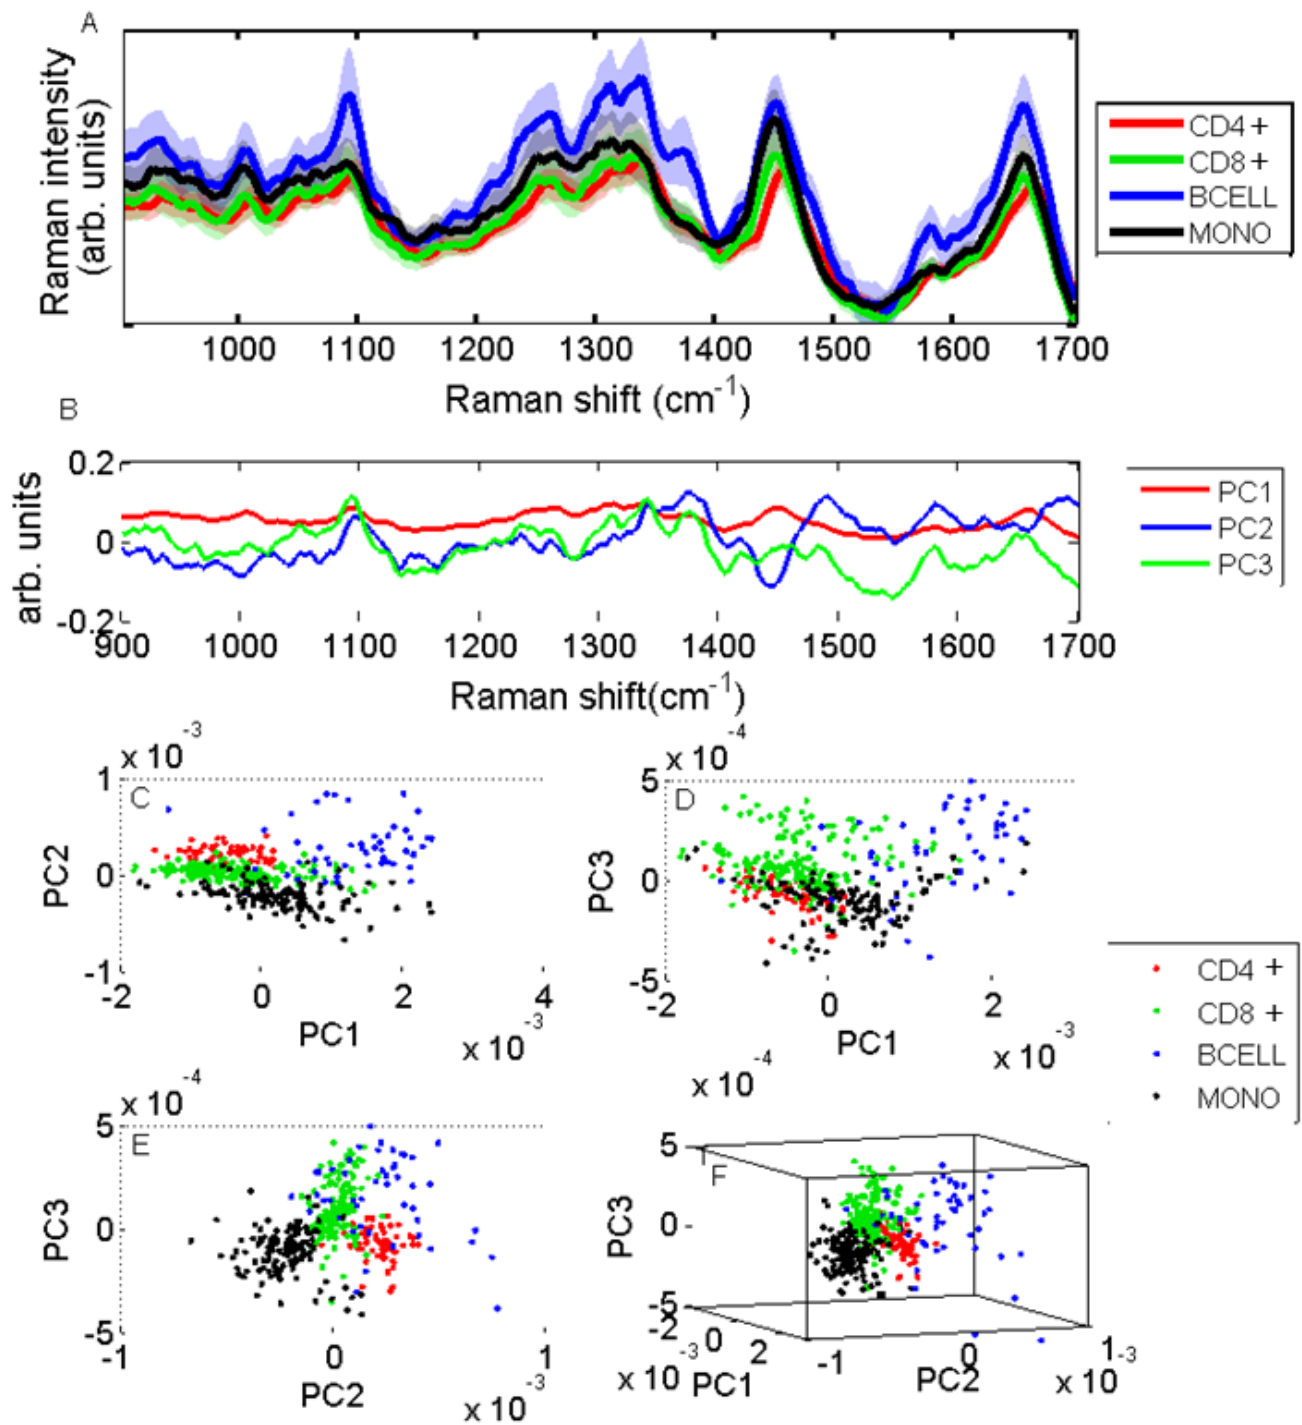 A
Raman intensity
(arb. units)
CD4 +
CD8 +
BCELL
MONO
1000 1100 1200 1300 1400 1500 1600 1700
Raman shift (cm-1)
B
0.2
0
-0.2
arb. units
PC1
PC2
PC3
900 1000 1100 1200 1300 1400 1500 1600 1700
Raman shift(cm-1)
x 10-3
1
0
-1
C
PC2
-2 0 2 4
PC1
x 10-3
x 10-4
5
0
-5
D
PC3
-2 0 2
PC1
x 10-3
CD4 +
CD8 +
BCELL
MONO
x 10-4
5
0
-5
E
PC3
-1 0 1
PC2
x 10-3
x 10-4
5
0
-5
F
PC3
-2 0 2
x 10-3
PC1
-1 0 1
PC2
x 10-3